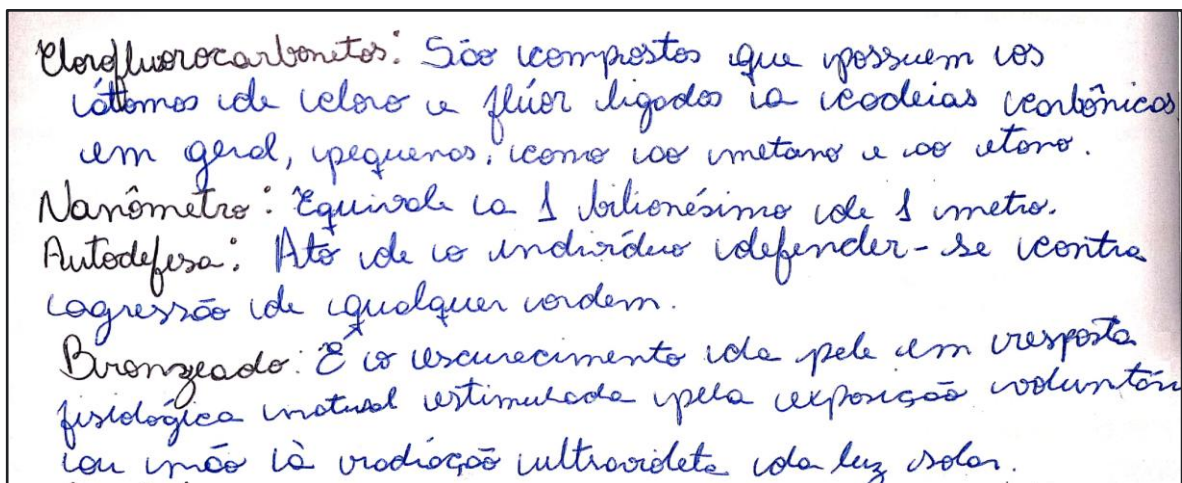 Clorofluorocarbonetos: São compostos que possuem os
átomos de cloro e flúor ligados a cadeias carbônicas
em geral, pequenas, como o metano e o etano.
Nanômetro: Equivale a 1 bilionésimo de 1 metro.
Autodefesa: Ato de o indivíduo defender-se contra
agressão de qualquer ordem.
Bronzeado: É o escurecimento da pele em resposta
fisiológica natural estimulada pela exposição voluntári
ou não à radiação ultravioleta da luz solar.